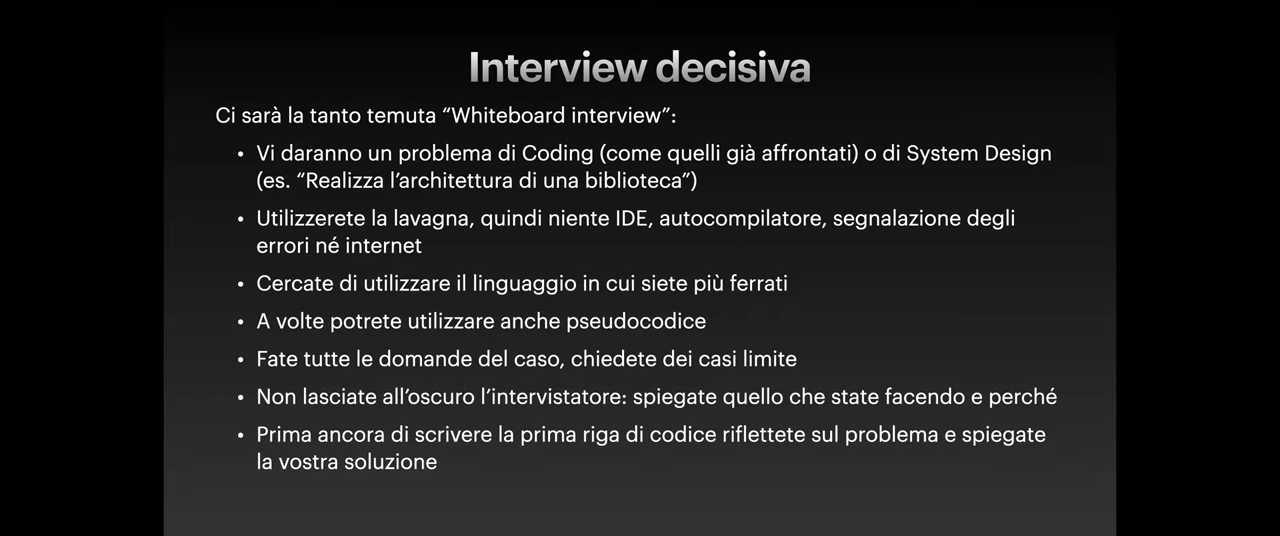 Interview decisiva
Ci sarà la tanto temuta “Whiteboard interview”:
• Vi daranno un problema di Coding (come quelli già affrontati) o di System Design
(es. “Realizza l’architettura di una biblioteca”)
• Utilizzerete la lavagna, quindi niente IDE, autocompilatore, segnalazione degli
errori né internet
• Cercate di utilizzare il linguaggio in cui siete più ferrati
• A volte potrete utilizzare anche pseudocodice
• Fate tutte le domande del caso, chiedete dei casi limite
• Non lasciate all’oscuro l’intervistatore: spiegate quello che state facendo e perché
• Prima ancora di scrivere la prima riga di codice riflettete sul problema e spiegate
la vostra soluzione